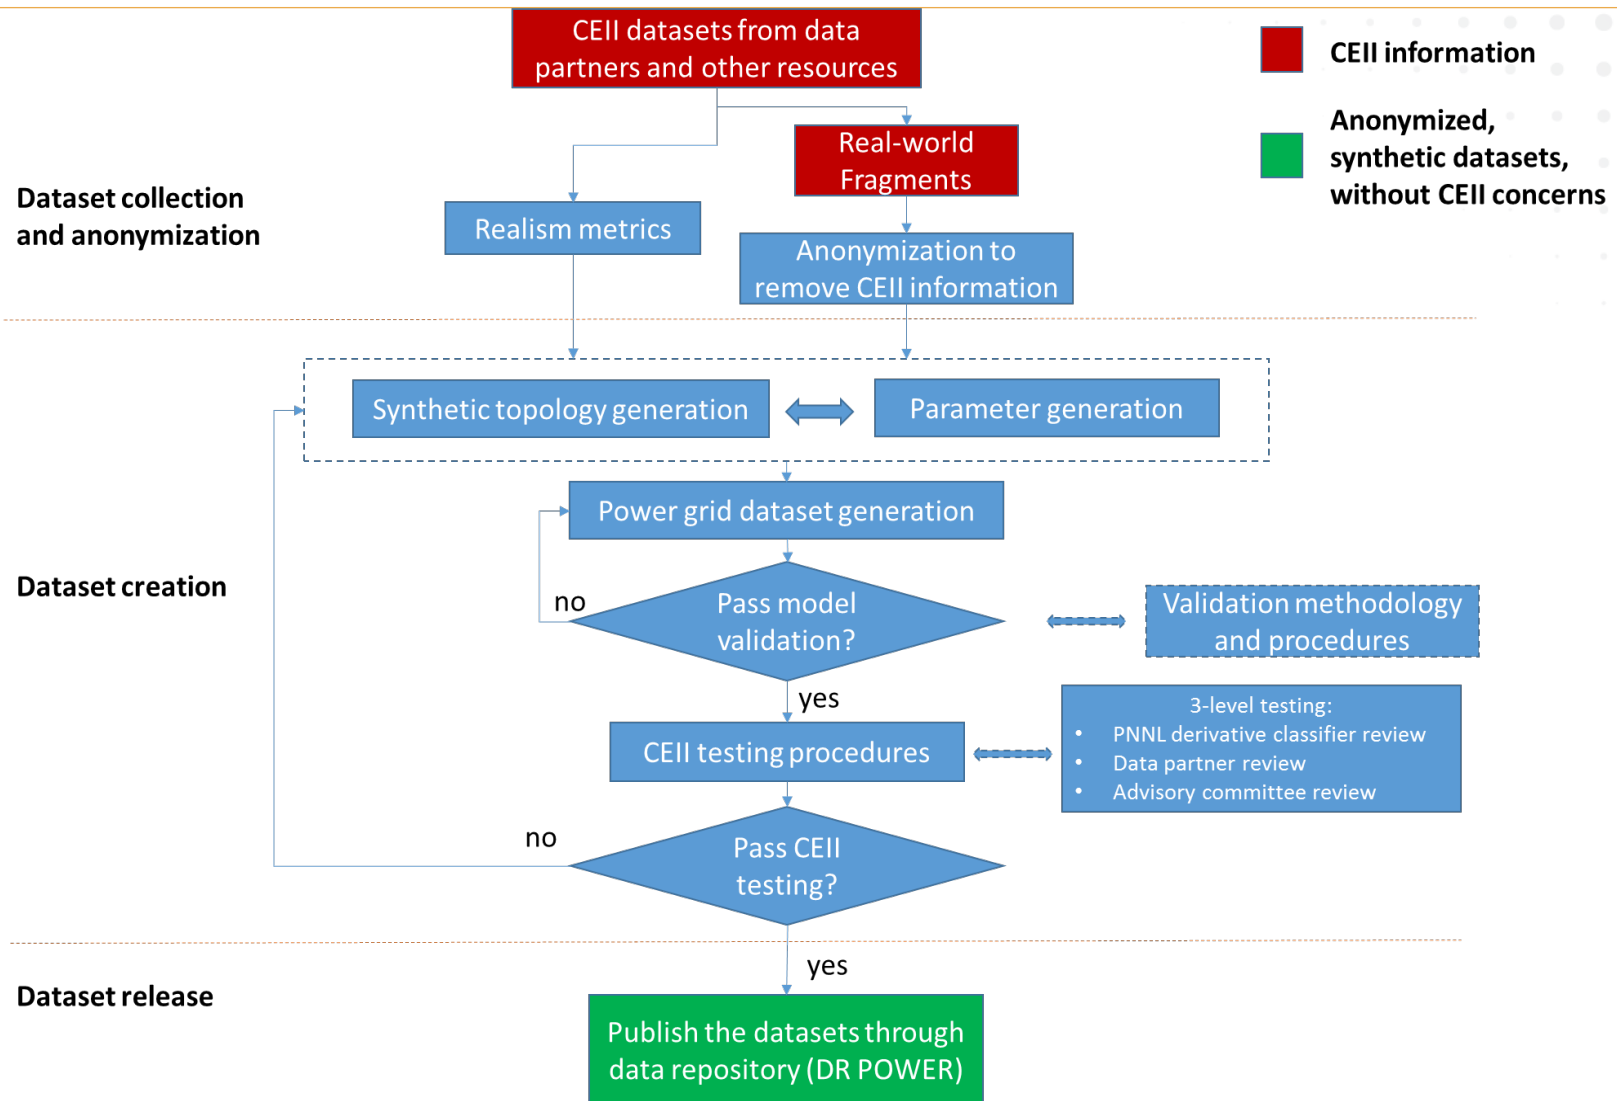 CEII datasets from data
partners and other resources
CEII information
Anonymized,
synthetic datasets,
without CEII concerns
Real-world
Fragments
Dataset collection
and anonymization
Realism metrics
Anonymization to
remove CEII information
Synthetic topology generation
Parameter generation
Power grid dataset generation
Dataset creation
no
Pass model
validation?
Validation methodology
and procedures
yes
CEII testing procedures
3-level testing:
• PNNL derivative classifier review
• Data partner review
• Advisory committee review
no
Pass CEII
testing?
yes
Dataset release
Publish the datasets through
data repository (DR POWER)